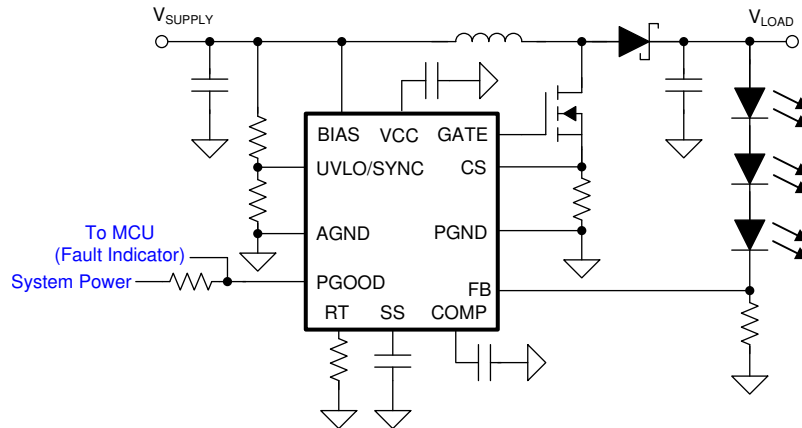 VSUPPLY
VLOAD
BIAS
VCC
GATE
UVLO/SYNC
CS
AGND
PGND
To MCU
(Fault Indicator)
System Power
PGOOD
FB
RT
SS
COMP